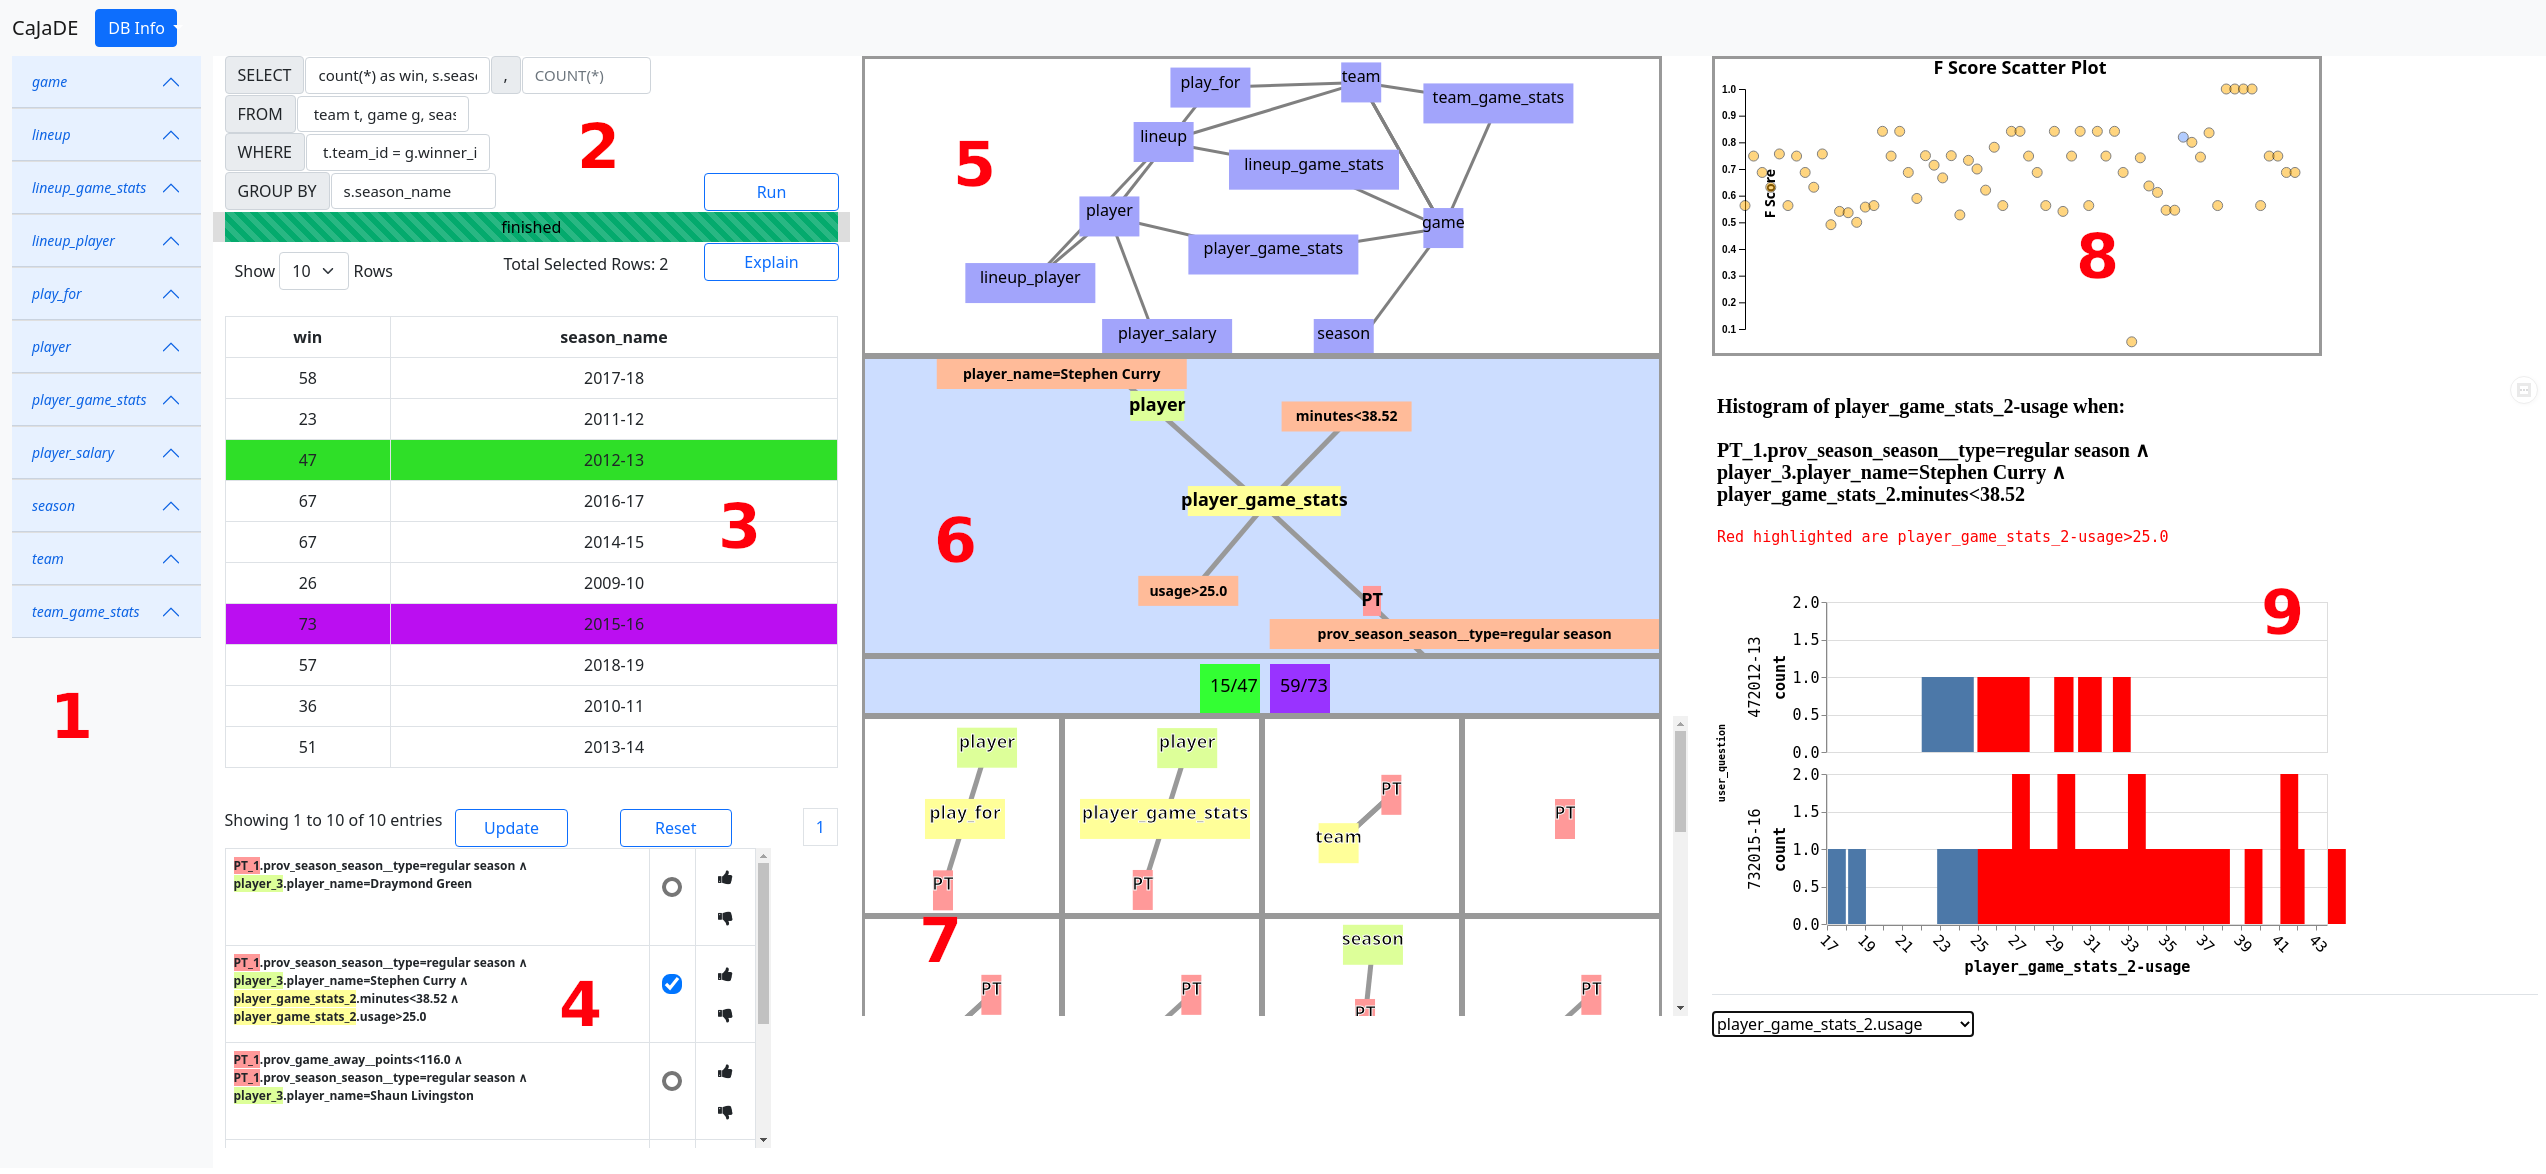 CaJaDE DB Info
game
lineup
lineup_game_stats
lineup_player
play_for
player
player_game_stats
player_salary
season
team
team_game_stats
1
SELECT count(*) as win, s.seas , COUNT(*)
FROM team t, game g, seas
WHERE t.team_id = g.winner_i
GROUP BY s.season_name
2
Run
finished
Show 10 Rows
Total Selected Rows: 2
Explain
win season_name
58 2017-18
23 2011-12
47 2012-13
67 2016-17
67 2014-15
26 2009-10
73 2015-16
57 2018-19
36 2010-11
51 2013-14
3
Showing 1 to 10 of 10 entries
Update
Reset
1
PT_1.prov_season_season__type=regular season ∧
player_3.player_name=Draymond Green
PT_1.prov_season_season__type=regular season ∧
player_3.player_name=Stephen Curry ∧
player_game_stats_2.minutes<38.52 ∧
player_game_stats_2.usage>25.0
4
PT_1.prov_game_away__points<116.0 ∧
PT_1.prov_season_season__type=regular season ∧
player_3.player_name=Shaun Livingston
play_for
team
team_game_stats
lineup
lineup_game_stats
5
player
game
player_game_stats
lineup_player
player_salary
season
player_name=Stephen Curry
player
minutes<38.52
player_game_stats
6
usage>25.0
PT
prov_season_season__type=regular season
15/47
59/73
player
play_for
PT
player
player_game_stats
PT
PT
team
PT
7
PT
PT
season
PT
PT
F Score Scatter Plot
F Score
1.0
0.9
0.8
0.7
0.6
0.5
0.4
0.3
0.2
0.1
8
Histogram of player_game_stats_2-usage when:
PT_1.prov_season_season__type=regular season ∧
player_3.player_name=Stephen Curry ∧
player_game_stats_2.minutes<38.52
Red highlighted are player_game_stats_2-usage>25.0
9
user_question
472012-13
count
2.0
1.5
1.0
0.5
0.0
732015-16
count
2.0
1.5
1.0
0.5
0.0
17 19 21 23 25 27 29 31 33 35 37 39 41 43
player_game_stats_2-usage
player_game_stats_2.usage